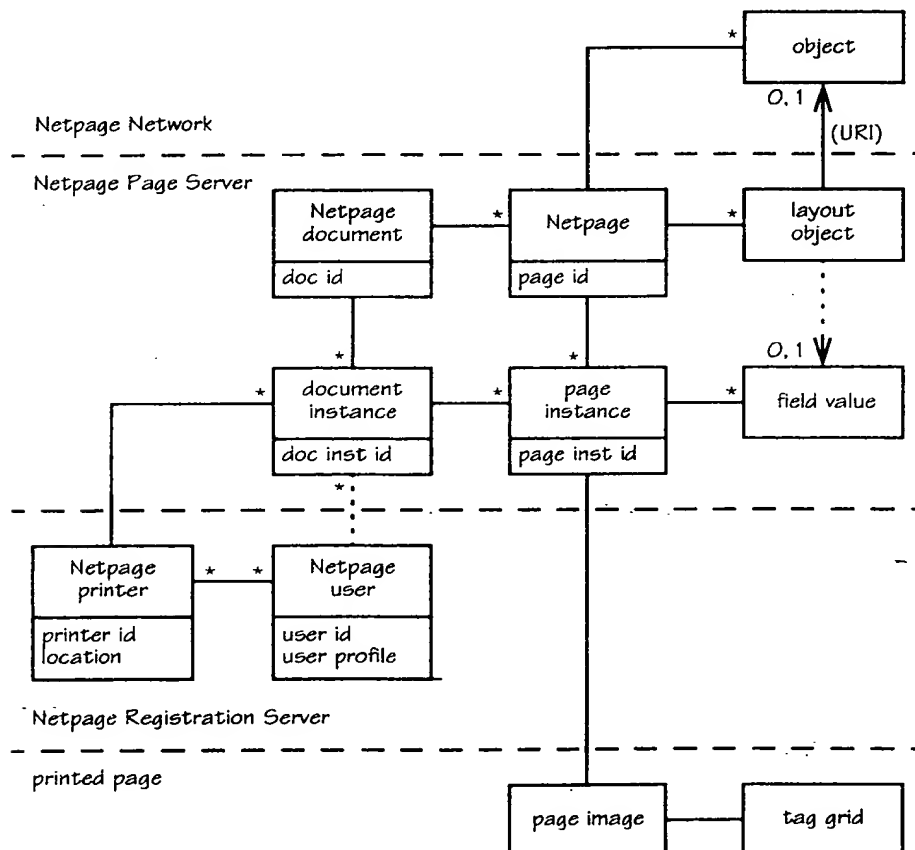 *
object
0, 1
(URI)
Netpage Network
Netpage Page Server
Netpage
document
doc id
*
Netpage
page id
*
layout
object
*
*
0, 1
*
document
instance
doc inst id
*
page
instance
page inst id
*
field value
*
Netpage
printer
printer id
location
*
*
Netpage
user
user id
user profile
Netpage Registration Server
printed page
page image
tag grid